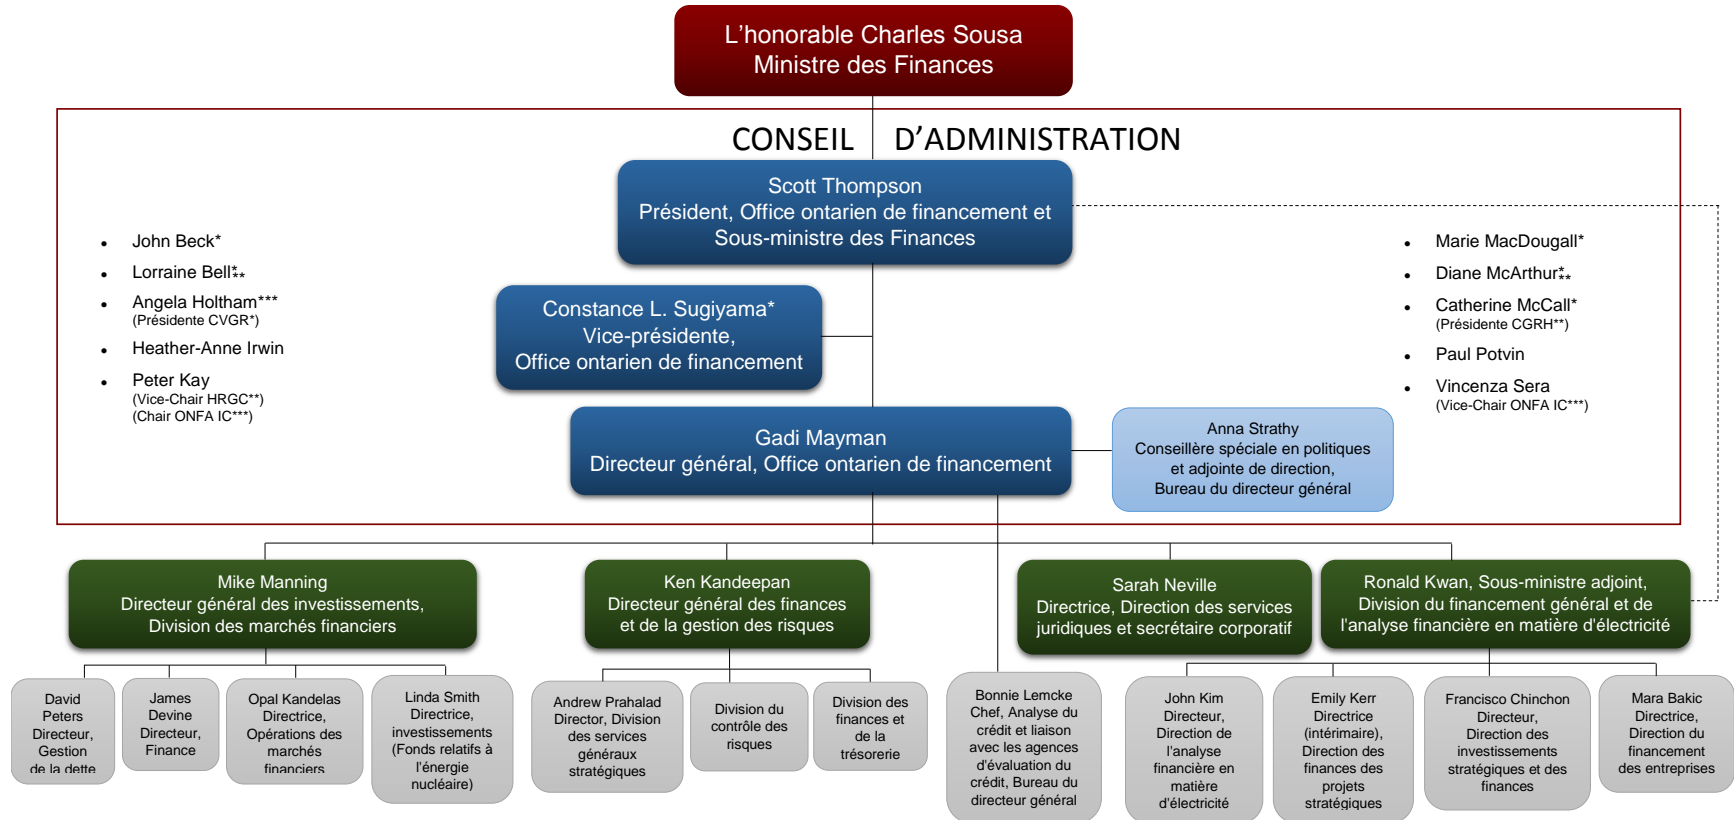 L'honorable Charles Sousa
Ministre des Finances
CONSEIL D'ADMINISTRATION
Scott Thompson
Président, Office ontarien de financement et
Sous-ministre des Finances
• John Beck*
• Lorraine Bell***
• Angela Holtham***
(Présidente CVGR*)
• Heather-Anne Irwin
• Peter Kay
(Vice-Chair HRGC**)
(Chair ONFA IC***)
Constance L. Sugiyama*
Vice-présidente,
Office ontarien de financement
• Marie MacDougall*
• Diane McArthur***
• Catherine McCall*
(Présidente CGRH**)
• Paul Potvin
• Vincenza Sera
(Vice-Chair ONFA IC***)
Gadi Mayman
Directeur général, Office ontarien de financement
Anna Strathy
Conseillère spéciale en politiques
et adjointe de direction,
Bureau du directeur général
Mike Manning
Directeur général des investissements,
Division des marchés financiers
Ken Kandeepan
Directeur général des finances
et de la gestion des risques
Sarah Neville
Directrice, Direction des services
juridiques et secrétaire corporatif
Ronald Kwan, Sous-ministre adjoint,
Division du financement général et de
l'analyse financière en matière d'électricité
David
Peters
Directeur,
Gestion
de la dette
James
Devine
Directeur,
Finance
Opal Kandelas
Directrice,
Opérations des
marchés
financiers
Linda Smith
Directrice,
investissements
(Fonds relatifs à
l'énergie
nucléaire)
Andrew Prahalad
Director, Division
des services
généraux
stratégiques
Division du
contrôle des
risques
Division des
finances et
de la
trésorerie
Bonnie Lemcke
Chef, Analyse du
crédit et liaison
avec les agences
d'évaluation du
crédit, Bureau du
directeur général
John Kim
Directeur,
Direction de
l'analyse
financière en
matière
d'électricité
Emily Kerr
Directrice
(intérimaire),
Direction des
finances des
projets
stratégiques
Francisco Chinchon
Directeur,
Direction des
investissements
stratégiques et des
finances
Mara Bakic
Directrice,
Direction du
financement
des entreprises